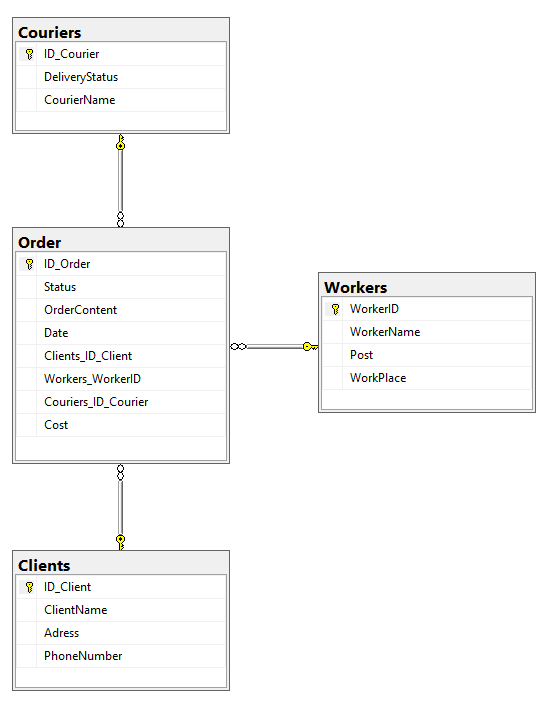 Couriers
ID_Courier
DeliveryStatus
CourierName
Order
ID_Order
Status
OrderContent
Date
Clients_ID_Client
Workers_WorkerID
Couriers_ID_Courier
Cost
Workers
WorkerID
WorkerName
Post
WorkPlace
Clients
ID_Client
ClientName
Adress
PhoneNumber